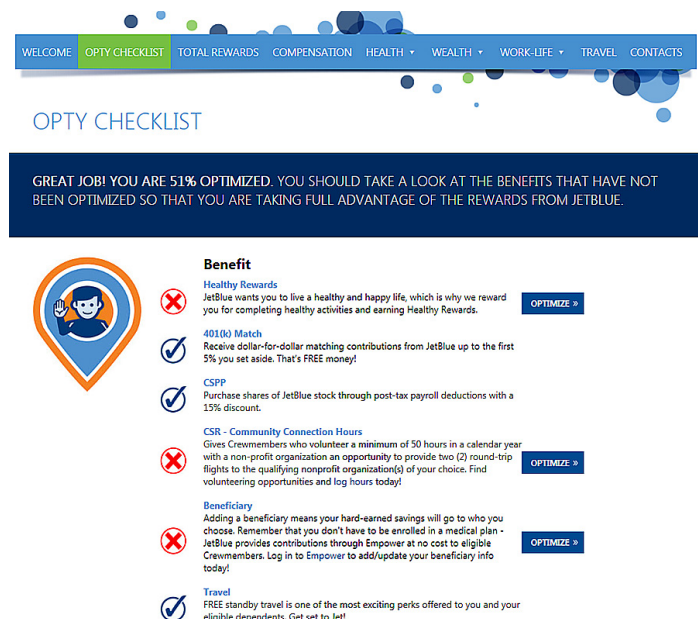 WELCOME OPTY CHECKLIST TOTAL REWARDS COMPENSATION HEALTH WEALTH WORK-LIFE TRAVEL CONTACTS
OPTY CHECKLIST
GREAT JOB! YOU ARE 51% OPTIMIZED. YOU SHOULD TAKE A LOOK AT THE BENEFITS THAT HAVE NOT
BEEN OPTIMIZED SO THAT YOU ARE TAKING FULL ADVANTAGE OF THE REWARDS FROM JETBLUE.
Benefit
Healthy Rewards
JetBlue wants you to live a healthy and happy life, which is why we reward
you for completing healthy activities and earning Healthy Rewards.
OPTIMIZE »
401(k) Match
Receive dollar-for-dollar matching contributions from JetBlue up to the first
5% you set aside. That's FREE money!
CSPP
Purchase shares of JetBlue stock through post-tax payroll deductions with a
15% discount.
CSR - Community Connection Hours
Gives Crewmembers who volunteer a minimum of 50 hours in a calendar year
with a non-profit organization an opportunity to provide two (2) round-trip
flights to the qualifying nonprofit organization(s) of your choice. Find
volunteering opportunities and log hours today!
OPTIMIZE »
Beneficiary
Adding a beneficiary means your hard-earned savings will go to who you
choose. Remember that you don't have to be enrolled in a medical plan -
JetBlue provides contributions through Empower at no cost to eligible
Crewmembers. Log in to Empower to add/update your beneficiary info
today!
OPTIMIZE »
Travel
FREE standby travel is one of the most exciting perks offered to you and your
eligible dependents. Get set to Jet!